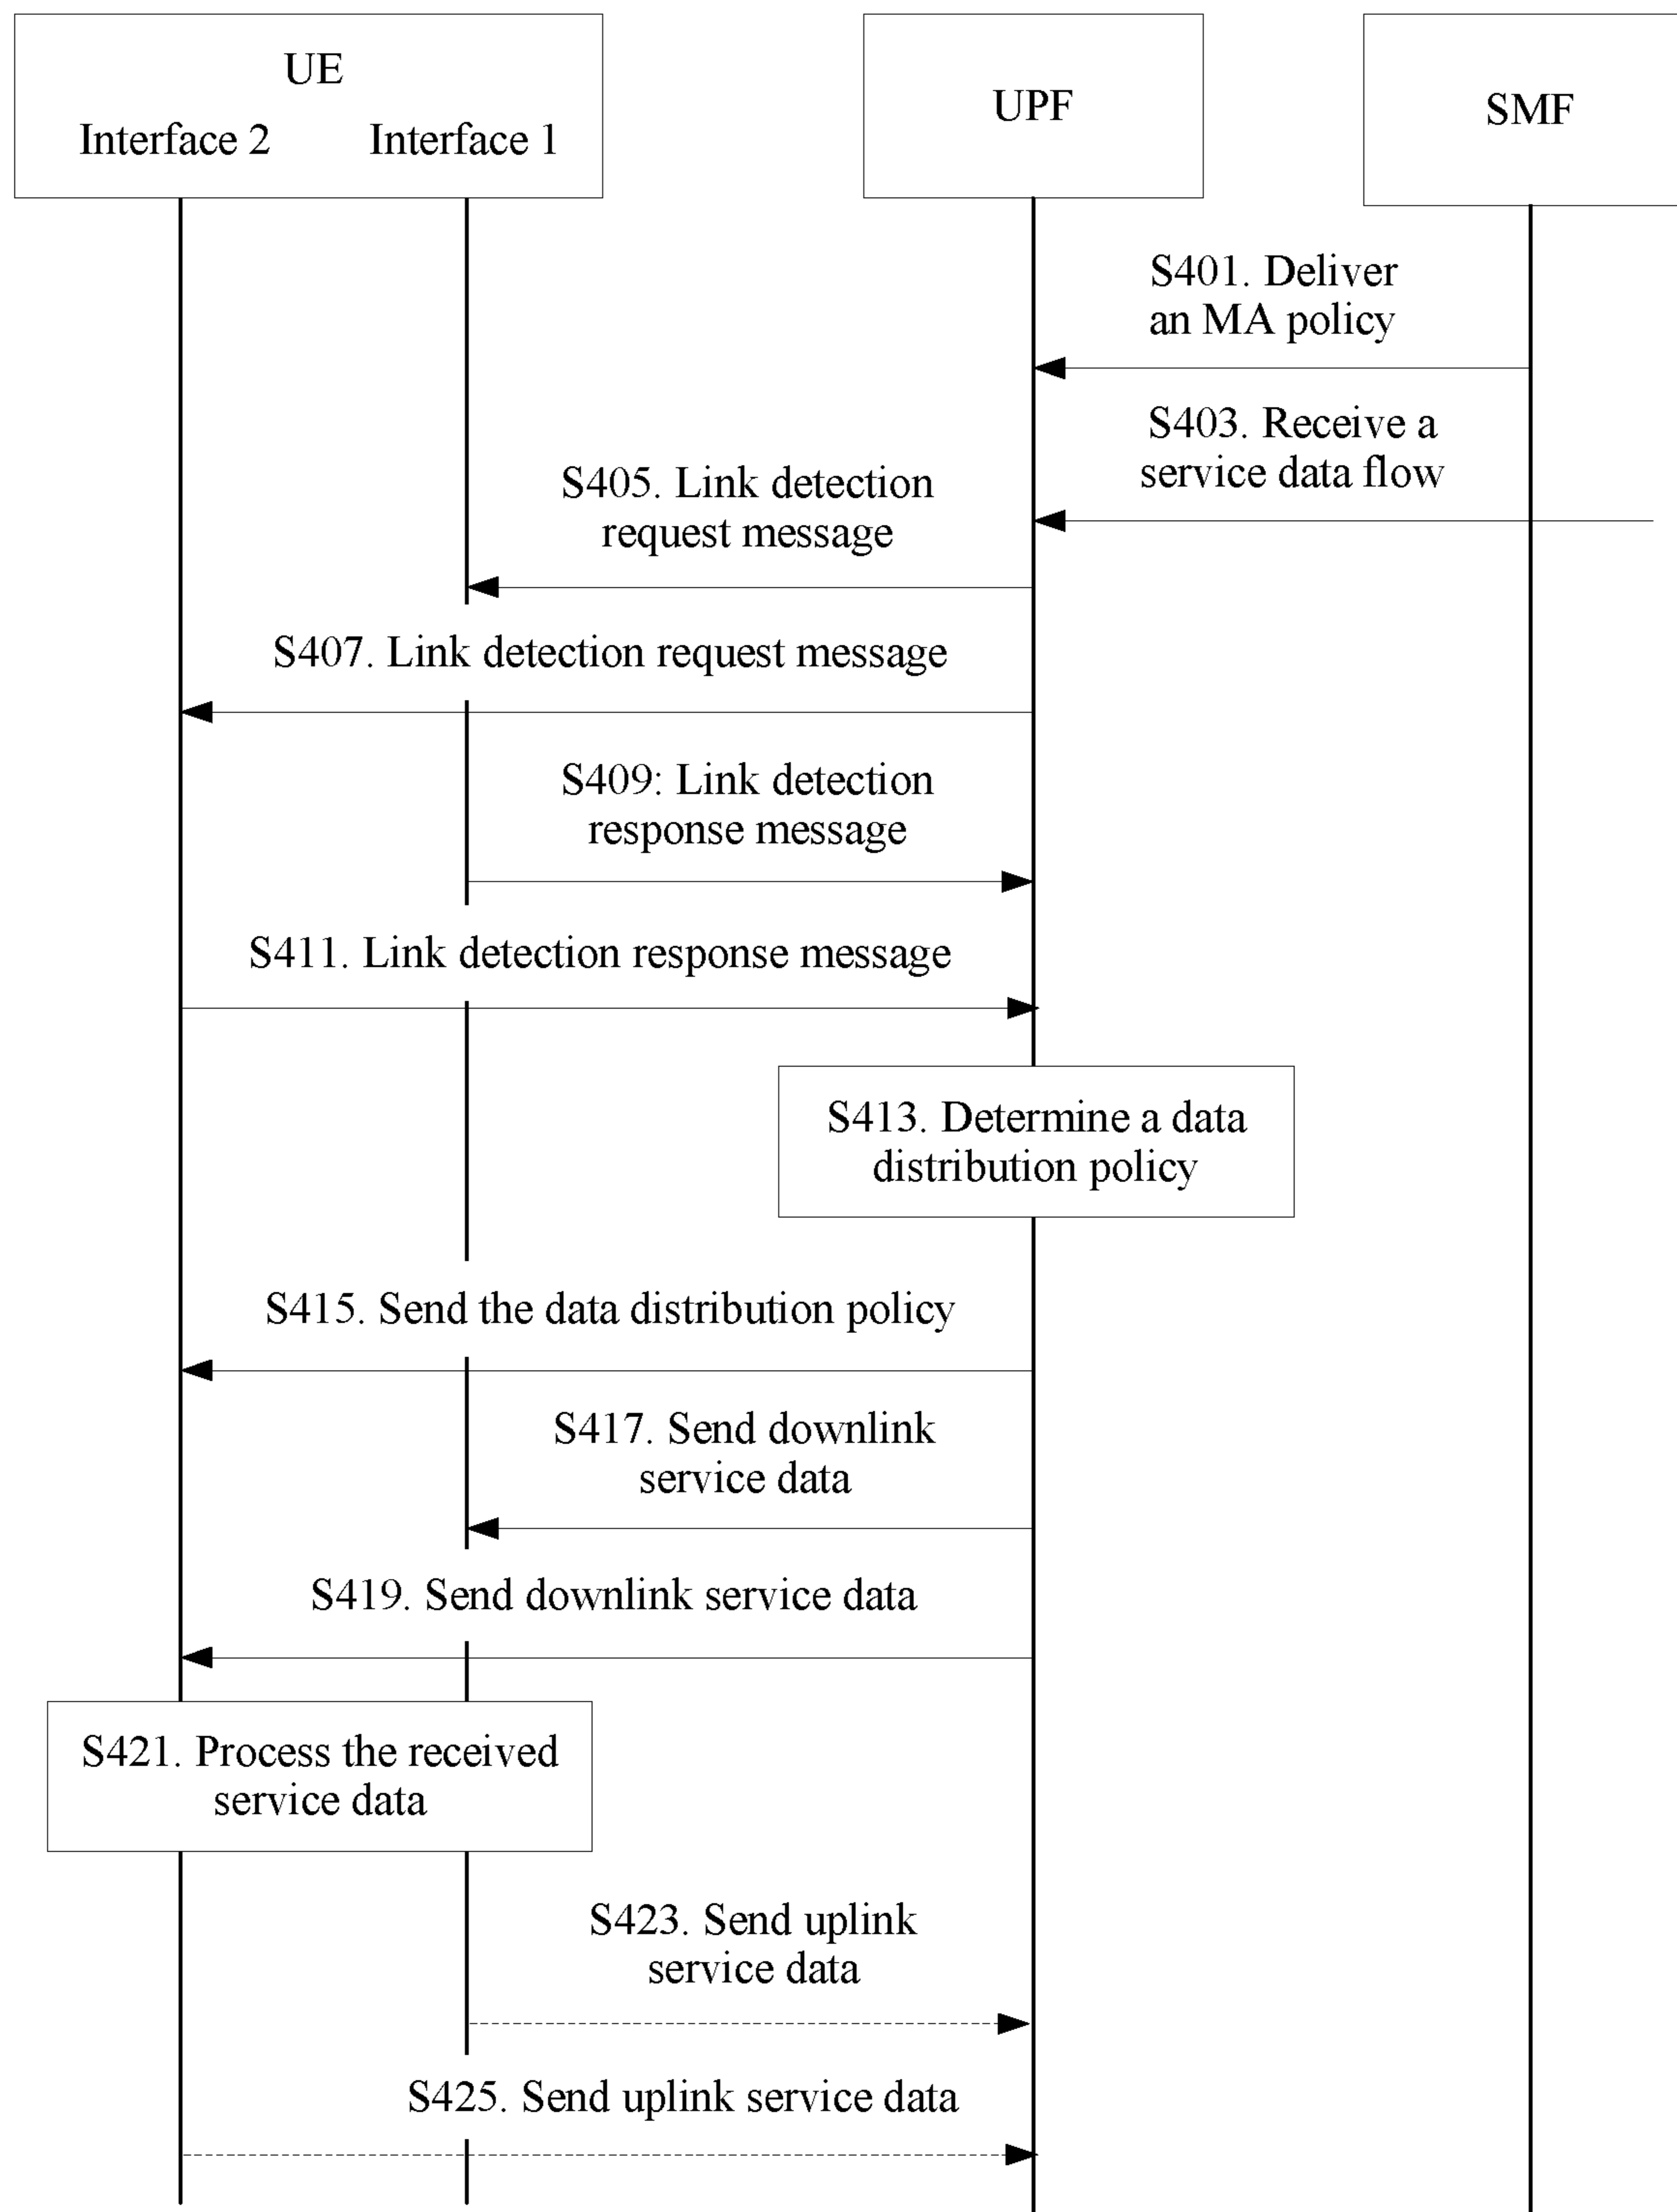 UE
Interface 2
Interface 1
UPF
SMF
S401. Deliver
an MA policy
S403. Receive a
service data flow
S405. Link detection
request message
S407. Link detection request message
S409: Link detection
response message
S411. Link detection response message
S413. Determine a data
distribution policy
S415. Send the data distribution policy
S417. Send downlink
service data
S419. Send downlink service data
S421. Process the received
service data
S423. Send uplink
service data
S425. Send uplink service data